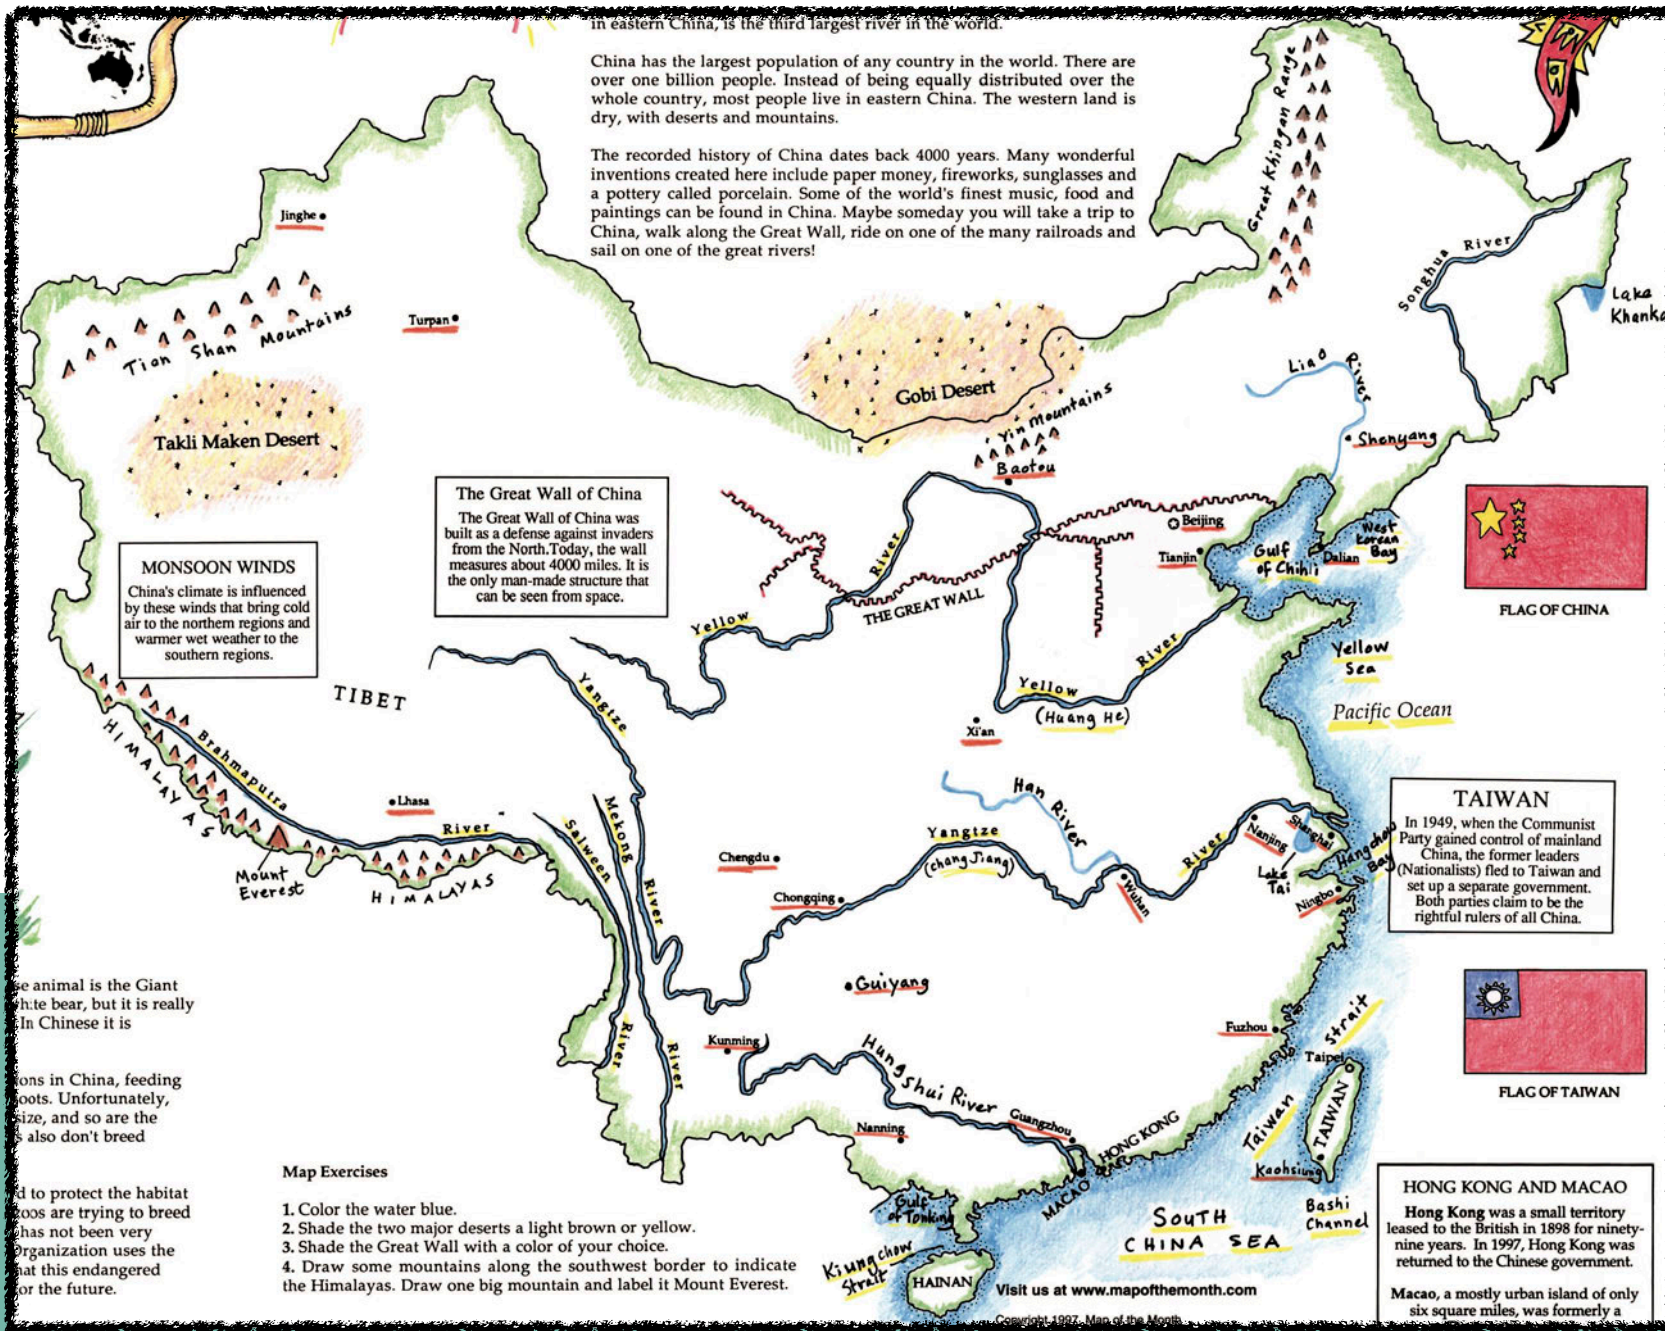 in eastern China, is the third largest river in the world.
China has the largest population of any country in the world. There are
over one billion people. Instead of being equally distributed over the
whole country, most people live in eastern China. The western land is
dry, with deserts and mountains.
The recorded history of China dates back 4000 years. Many wonderful
inventions created here include paper money, fireworks, sunglasses and
a pottery called porcelain. Some of the world's finest music, food and
paintings can be found in China. Maybe someday you will take a trip to
China, walk along the Great Wall, ride on one of the many railroads and
sail on one of the great rivers!
Great Khingan Range
Jinghe
Songhua River
Lake
Khanka
Turpan
Tian Shan Mountains
Liao River
Gobi Desert
Yin Mountains
Takli Maken Desert
Shenyang
Baotou
The Great Wall of China
The Great Wall of China was
built as a defense against invaders
from the North.Today, the wall
measures about 4000 miles. It is
the only man-made structure that
can be seen from space.
Beijing
Tianjin
Gulf
of Chihli
Dalian
West
Korean
Bay
MONSOON WINDS
China's climate is influenced
by these winds that bring cold
air to the northern regions and
warmer wet weather to the
southern regions.
FLAG OF CHINA
Yellow River
THE GREAT WALL
Yellow River
(Huang He)
Yellow
Sea
Pacific Ocean
TIBET
Yangtze
Xi'an
HIMALAYAS
Brahmaputra River
Lhasa
Mount
Everest
HIMALAYAS
Salween River
Mekong River
River
Han River
Yangtze River
(Chang Jiang)
Chengdu
Chongqing
Wuhan
Nanjing
Shanghai
Lake
Tai
Hangchow
Bay
Ningbo
TAIWAN
In 1949, when the Communist
Party gained control of mainland
China, the former leaders
(Nationalists) fled to Taiwan and
set up a separate government.
Both parties claim to be the
rightful rulers of all China.
Guiyang
FLAG OF TAIWAN
Kunming
Hungshui River
Fuzhou
Taiwan Strait
Taipei
TAIWAN
Kaohsiung
Bashi
Channel
Guangzhou
Nanning
HONG KONG
MACAO
Gulf
of Tonking
Kiungchow
Strait
HAINAN
SOUTH
CHINA SEA
se animal is the Giant
white bear, but it is really
In Chinese it is
ons in China, feeding
oots. Unfortunately,
size, and so are the
s also don't breed
d to protect the habitat
zoos are trying to breed
has not been very
Organization uses the
hat this endangered
or the future.
Map Exercises
1. Color the water blue.
2. Shade the two major deserts a light brown or yellow.
3. Shade the Great Wall with a color of your choice.
4. Draw some mountains along the southwest border to indicate
the Himalayas. Draw one big mountain and label it Mount Everest.
HONG KONG AND MACAO
Hong Kong was a small territory
leased to the British in 1898 for ninety-
nine years. In 1997, Hong Kong was
returned to the Chinese government.
Macao, a mostly urban island of only
six square miles, was formerly a
Visit us at www.mapofthemonth.com
Copyright 1997, Map of the Month